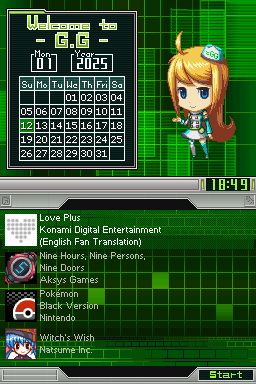 Welcome to
- G.G -
Mon Year
01 2025
Su Mo Tu We Th Fr Sa
01 02 03 04
05 06 07 08 09 10 11
12 13 14 15 16 17 18
19 20 21 22 23 24 25
26 27 28 29 30 31
18:49
Love Plus
Konami Digital Entertainment
(English Fan Translation)
Nine Hours, Nine Persons,
Nine Doors
Aksys Games
Pokémon
Black Version
Nintendo
Witch's Wish
Natsume Inc.
Start